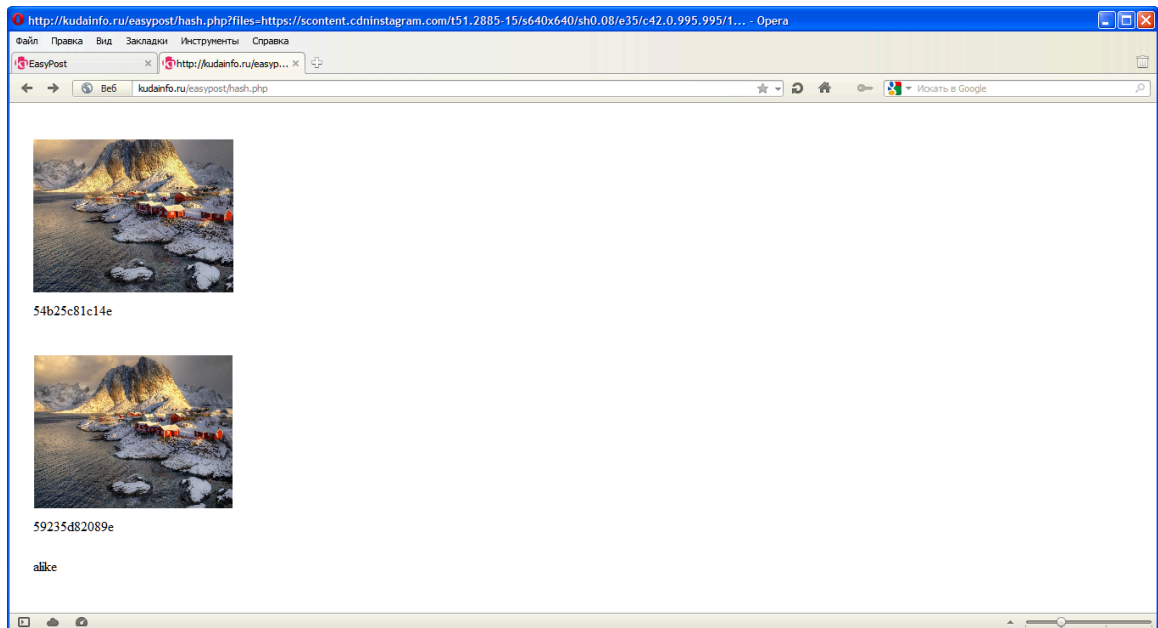 http://kudainfo.ru/easypost/hash.php?files=https://scontent.cdninstagram.com/t51.2885-15/s640x640/sh0.08/e35/c42.0.995.995/1... - Opera
Файл Правка Вид Закладки Инструменты Справка
EasyPost http://kudainfo.ru/easyp...
Веб kudainfo.ru/easypost/hash.php Искать в Google
54b25c81c14e
59235d82089e
alike